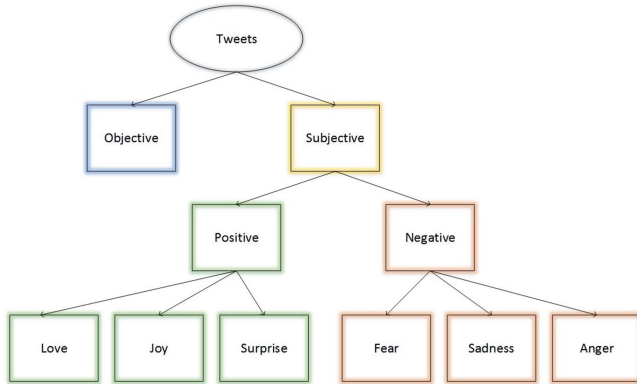 Tweets
Objective
Subjective
Positive
Negative
Love
Joy
Surprise
Fear
Sadness
Anger